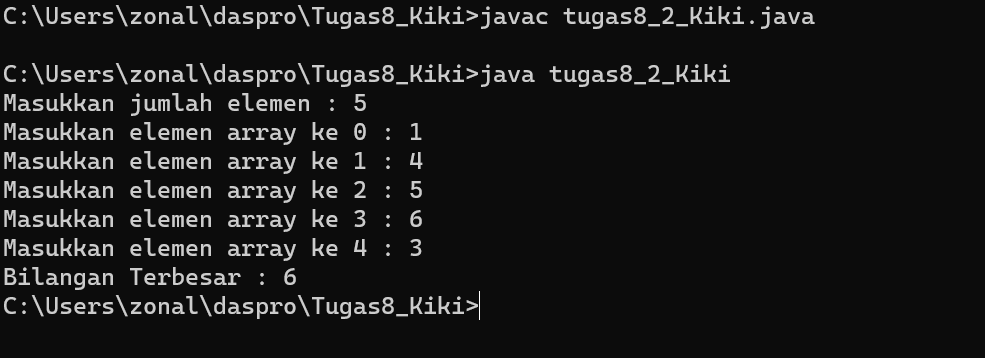 C:\Users\zonal\daspro\Tugas8_Kiki>javac tugas8_2_Kiki.java
C:\Users\zonal\daspro\Tugas8_Kiki>java tugas8_2_Kiki
Masukkan jumlah elemen : 5
Masukkan elemen array ke 0 : 1
Masukkan elemen array ke 1 : 4
Masukkan elemen array ke 2 : 5
Masukkan elemen array ke 3 : 6
Masukkan elemen array ke 4 : 3
Bilangan Terbesar : 6
C:\Users\zonal\daspro\Tugas8_Kiki>